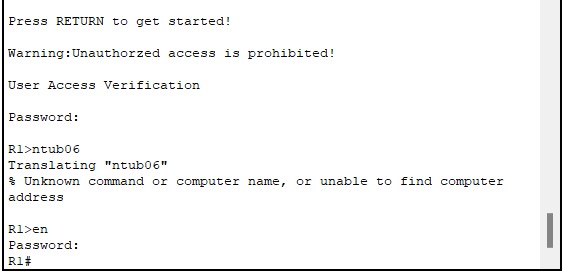 Press RETURN to get started!
Warning:Unauthorzed access is prohibited!
User Access Verification
Password:
R1>ntub06
Translating "ntub06"
% Unknown command or computer name, or unable to find computer
address
R1>en
Password:
R1#